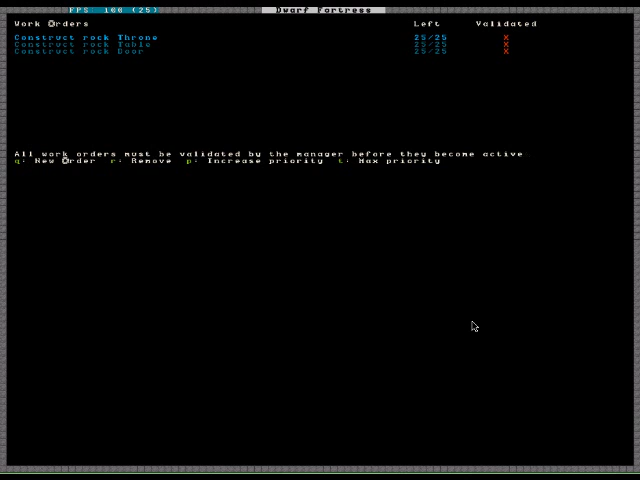 FPS 100 (25) Dwarf Fortress
Work Orders Left Validated
Construct rock Throne 25/25 X
Construct rock Table 25/25 X
Construct rock Door 25/25 X
All work orders must be validated by the manager before they become active
q: New Order r: Remove p: Increase priority t: Max priority